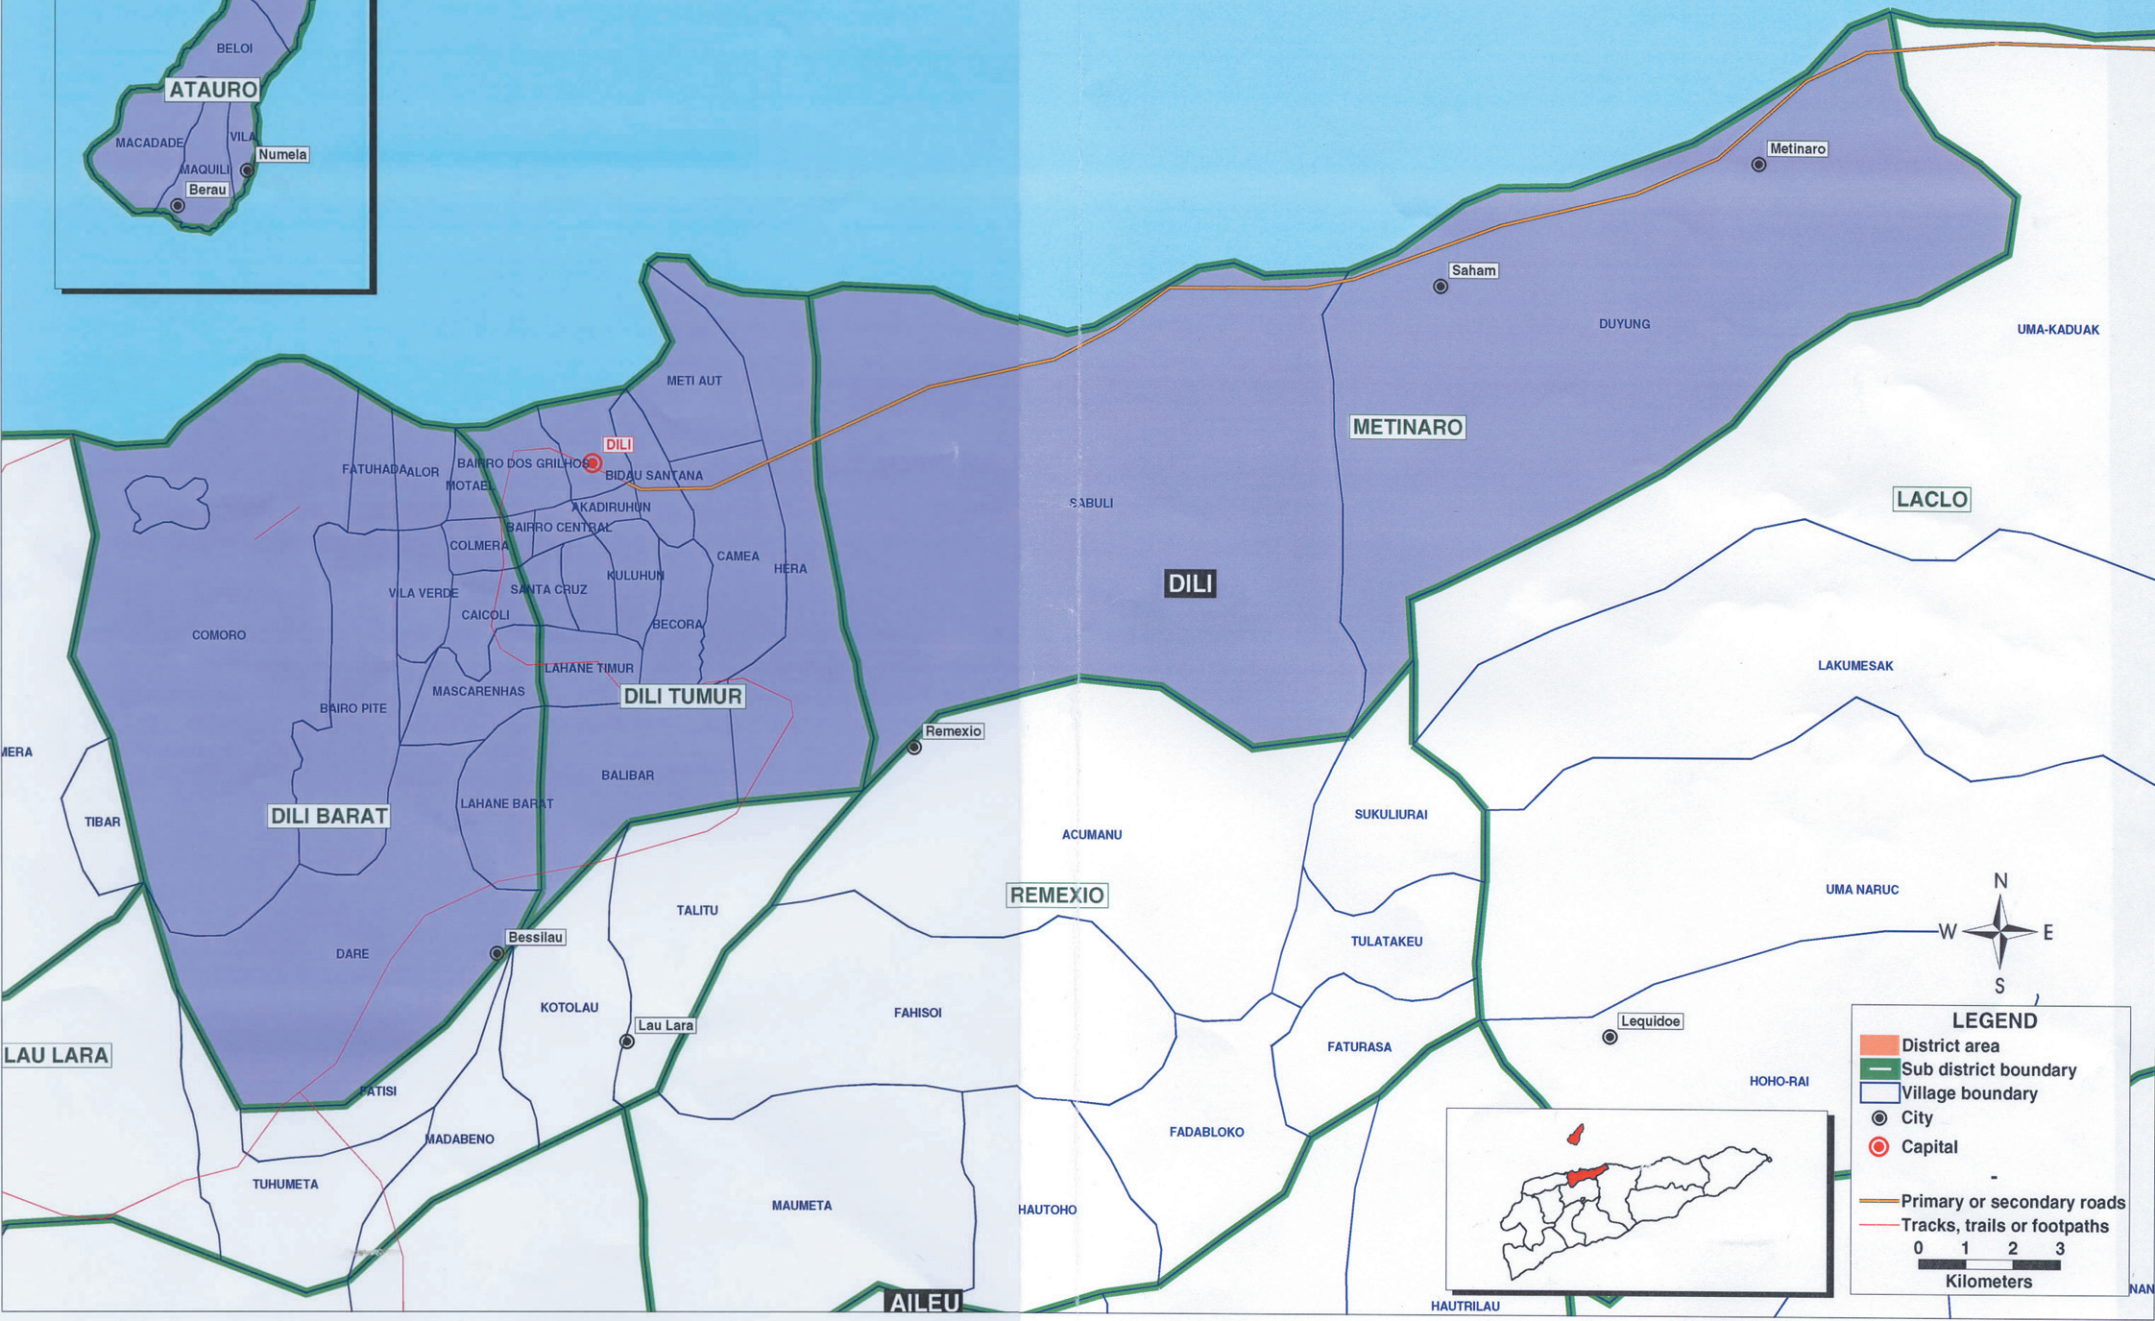 BELOI
ATAURO
MACADADE
VILA
MAQUILI
Numela
Berau
Metinaro
Saham
DUYUNG
UMA-KADUAK
METI AUT
METINARO
DILI
FATUHADA
ALOR
BAIRRO DOS GRILHOS
MOTAEL
BIDAU SANTANA
SABULI
LACLO
AKADIRUHUN
BAIRRO CENTRAL
COLMERA
CAMEA
HERA
DILI
KULUHUN
SANTA CRUZ
VILA VERDE
CAICOLI
BECORA
COMORO
LAHANE TIMUR
LAKUMESAK
MASCARENHAS
DILI TUMUR
BAIRO PITE
Remexio
MERA
BALIBAR
LAHANE BARAT
DILI BARAT
TIBAR
SUKULIURAI
ACUMANU
REMEXIO
UMA NARUC
TALITU
N
W
E
S
Bessilau
TULATAKEU
DARE
KOTOLAU
FAHISOI
Lau Lara
Lequidoe
LAU LARA
FATURASA
HOHO-RAI
FATISI
MADABENO
FADABLOKO
TUHUMETA
MAUMETA
HAUTOHO
AILEU
HAUTRILAU
NAN
LEGEND
District area
Sub district boundary
Village boundary
City
Capital
-
Primary or secondary roads
Tracks, trails or footpaths
0 1 2 3
Kilometers